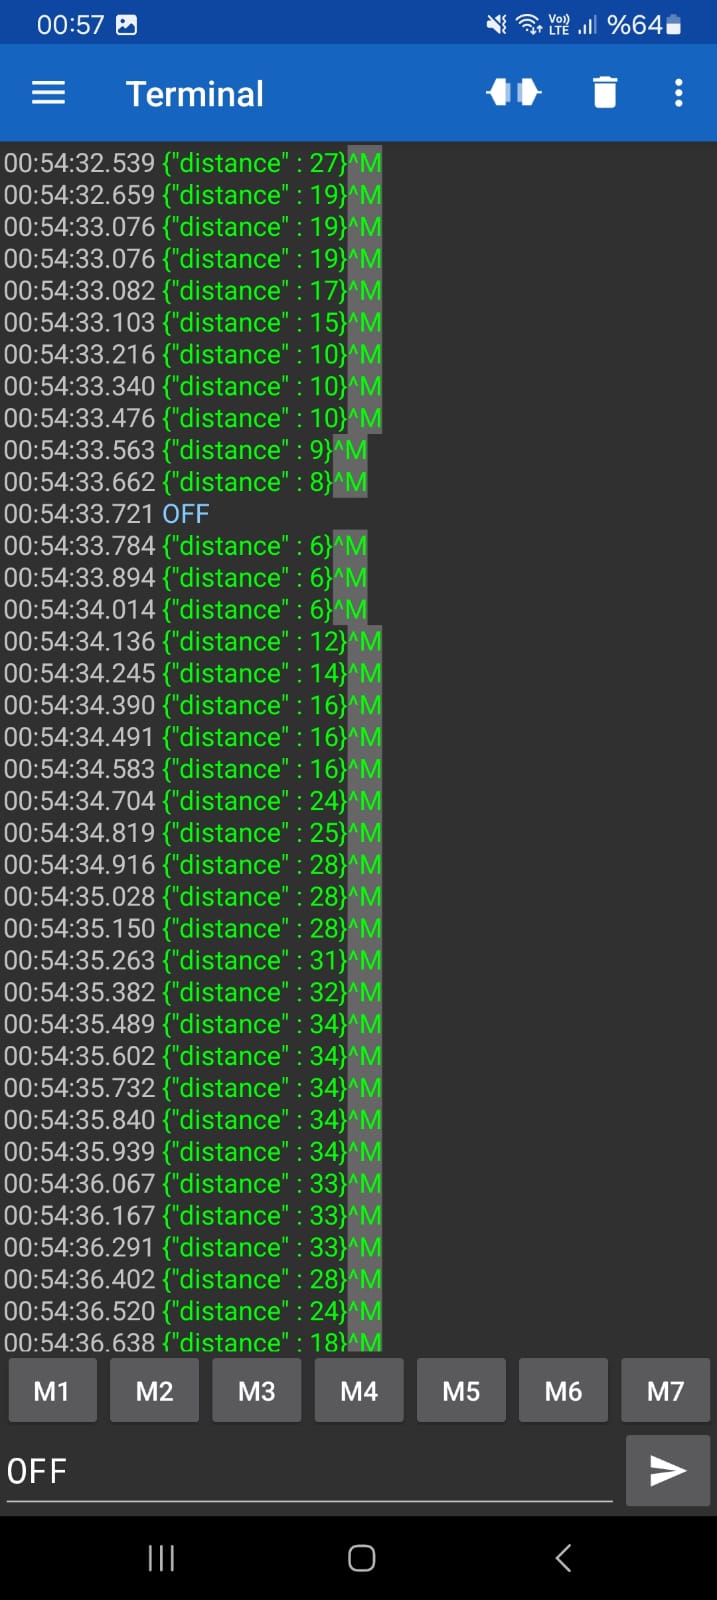 00:57 Vo)) LTE %64
Terminal
00:54:32.539 {"distance" : 27}^M
00:54:32.659 {"distance" : 19}^M
00:54:33.076 {"distance" : 19}^M
00:54:33.076 {"distance" : 19}^M
00:54:33.082 {"distance" : 17}^M
00:54:33.103 {"distance" : 15}^M
00:54:33.216 {"distance" : 10}^M
00:54:33.340 {"distance" : 10}^M
00:54:33.476 {"distance" : 10}^M
00:54:33.563 {"distance" : 9}^M
00:54:33.662 {"distance" : 8}^M
00:54:33.721 OFF
00:54:33.784 {"distance" : 6}^M
00:54:33.894 {"distance" : 6}^M
00:54:34.014 {"distance" : 6}^M
00:54:34.136 {"distance" : 12}^M
00:54:34.245 {"distance" : 14}^M
00:54:34.390 {"distance" : 16}^M
00:54:34.491 {"distance" : 16}^M
00:54:34.583 {"distance" : 16}^M
00:54:34.704 {"distance" : 24}^M
00:54:34.819 {"distance" : 25}^M
00:54:34.916 {"distance" : 28}^M
00:54:35.028 {"distance" : 28}^M
00:54:35.150 {"distance" : 28}^M
00:54:35.263 {"distance" : 31}^M
00:54:35.382 {"distance" : 32}^M
00:54:35.489 {"distance" : 34}^M
00:54:35.602 {"distance" : 34}^M
00:54:35.732 {"distance" : 34}^M
00:54:35.840 {"distance" : 34}^M
00:54:35.939 {"distance" : 34}^M
00:54:36.067 {"distance" : 33}^M
00:54:36.167 {"distance" : 33}^M
00:54:36.291 {"distance" : 33}^M
00:54:36.402 {"distance" : 28}^M
00:54:36.520 {"distance" : 24}^M
00:54:36.638 {"distance" : 18}^M
M1 M2 M3 M4 M5 M6 M7
OFF